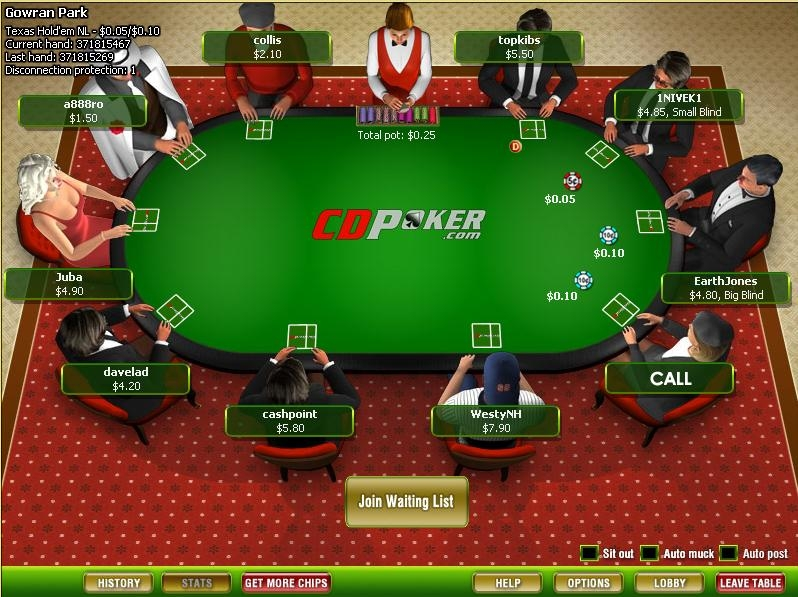 Gowran Park
Texas Hold'em NL - $0.05/$0.10
Current hand: 371815467
Last hand: 371815269
Disconnection protection: 1
collis
$2.10
topkibs
$5.50
a888ro
$1.50
1NIVEK1
$4.85, Small Blind
Total pot: $0.25
D
5¢
$0.05
CDPOKER
.com
10¢
$0.10
10¢
$0.10
Juba
$4.90
EarthJones
$4.80, Big Blind
davelad
$4.20
CALL
cashpoint
$5.80
WestyNH
$7.90
Join Waiting List
Sit out
Auto muck
Auto post
HISTORY
STATS
GET MORE CHIPS
HELP
OPTIONS
LOBBY
LEAVE TABLE